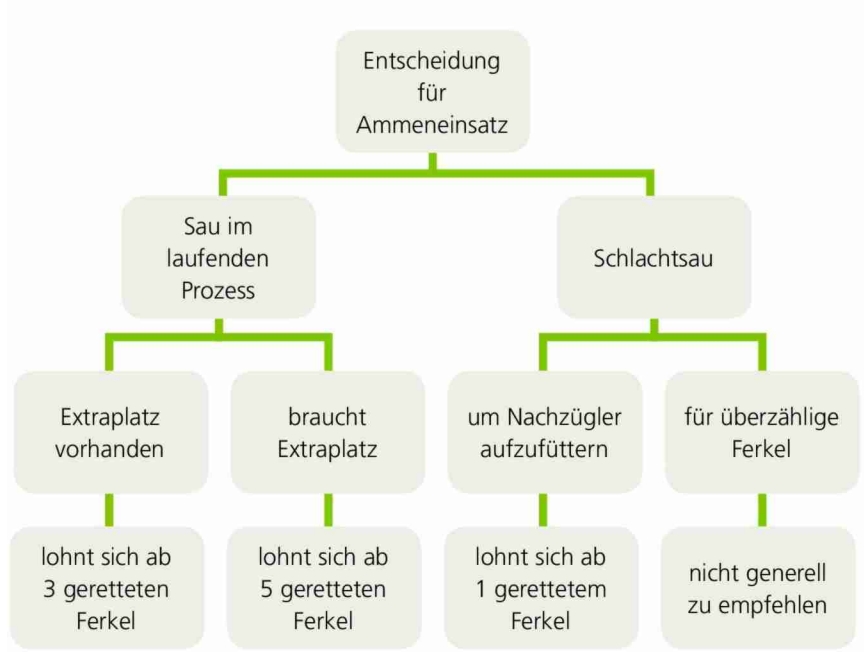 Entscheidung
für
Ammeneinsatz
Sau im
laufenden
Prozess
Schlachtsau
Extraplatz
vorhanden
braucht
Extraplatz
um Nachzügler
aufzufüttern
für überzählige
Ferkel
lohnt sich ab
3 geretteten
Ferkel
lohnt sich ab
5 geretteten
Ferkel
lohnt sich ab
1 gerettetem
Ferkel
nicht generell
zu empfehlen